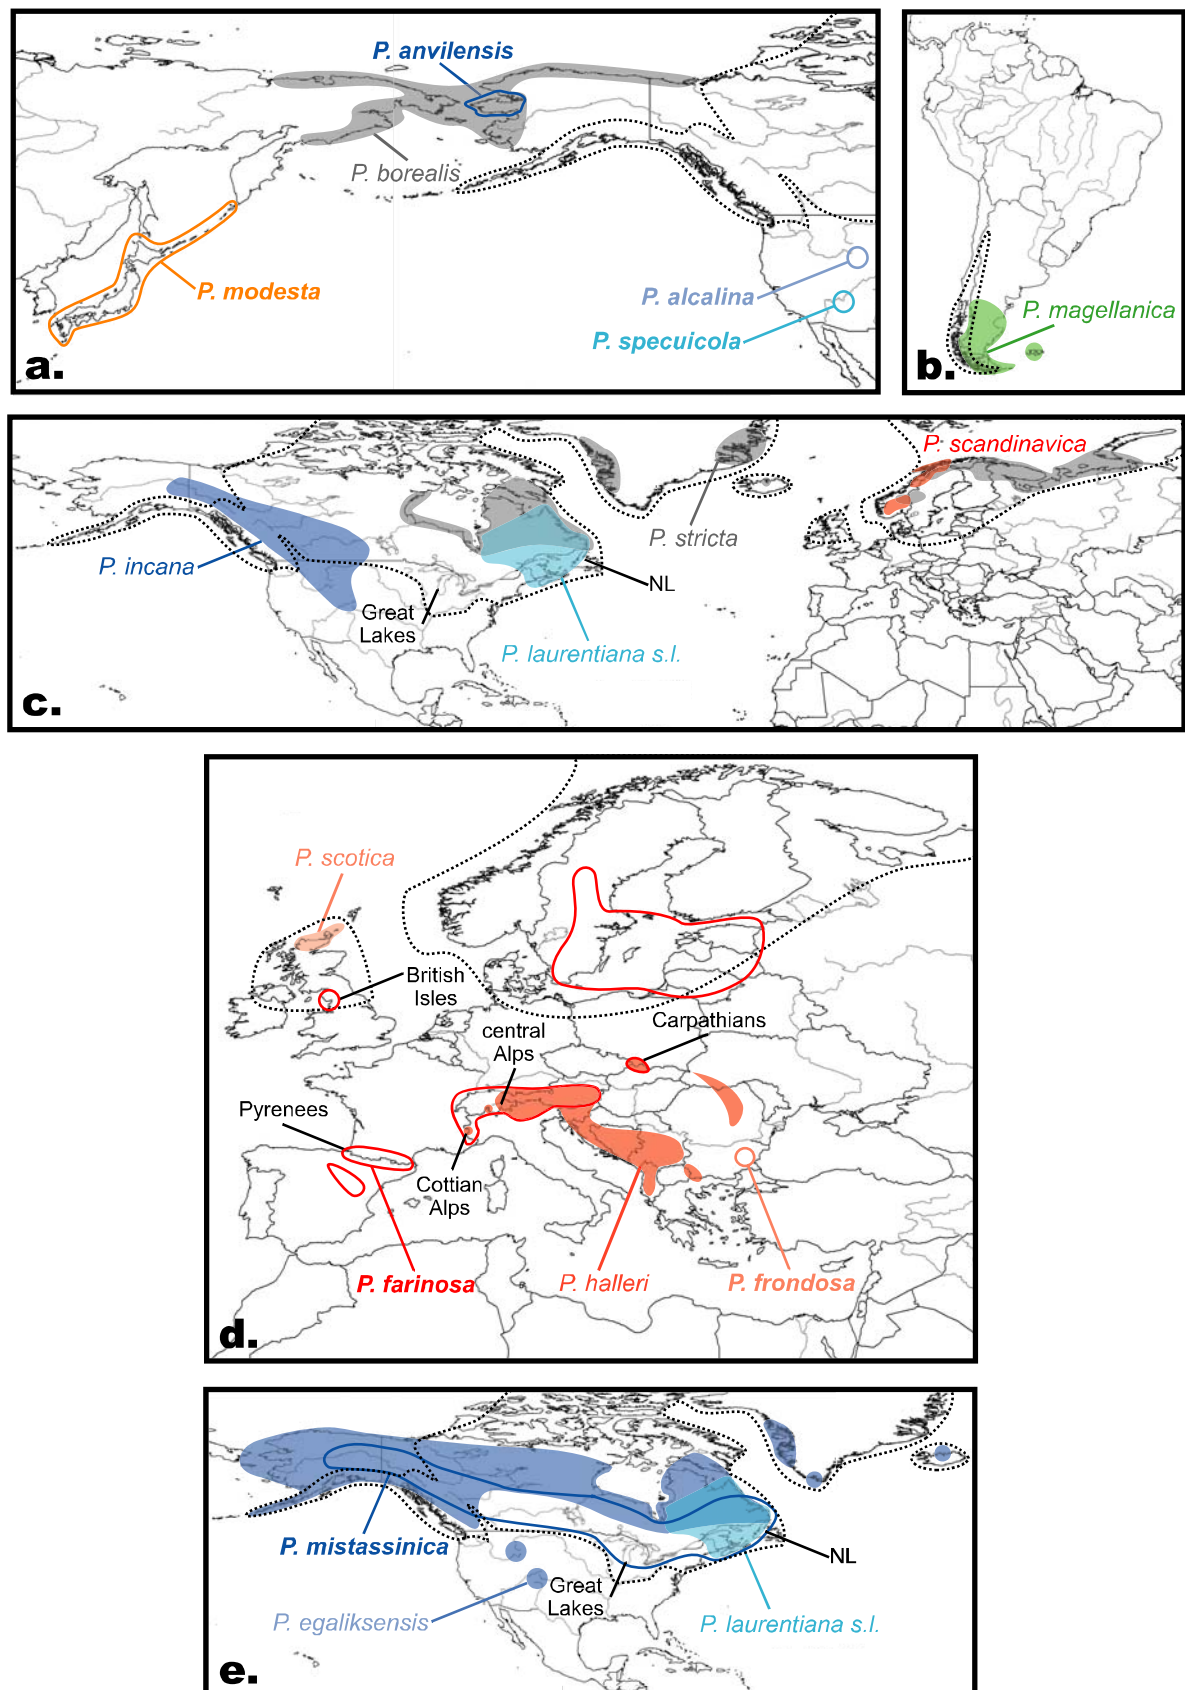 P. anvilensis
P. borealis
P. modesta
P. alcalina
P. specuicola
a.
P. magellanica
b.
P. scandinavica
P. stricta
P. incana
NL
Great
Lakes
P. laurentiana s.l.
c.
P. scotica
British
Isles
central
Alps
Carpathians
Pyrenees
Cottian
Alps
P. farinosa
P. halleri
P. frondosa
d.
P. mistassinica
NL
Great
Lakes
P. egaliksensis
P. laurentiana s.l.
e.